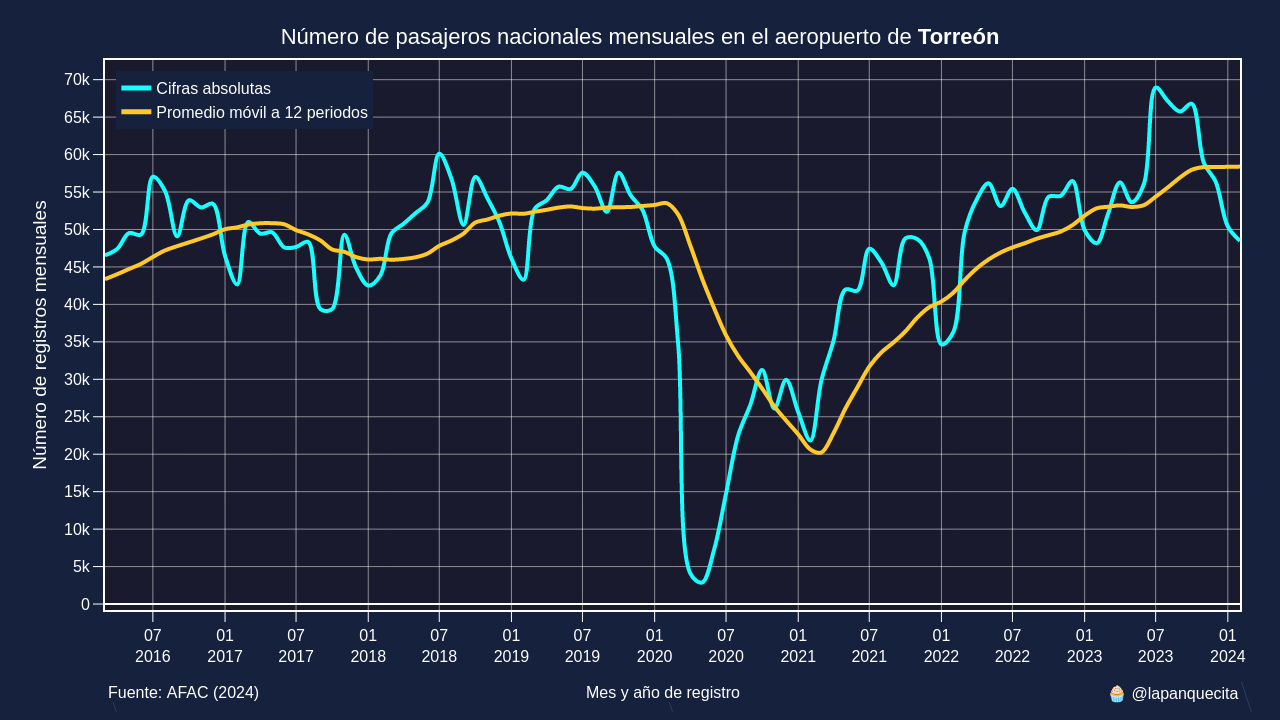 Número de pasajeros nacionales mensuales en el aeropuerto de Torreón
Cifras absolutas
Promedio móvil a 12 periodos
Número de registros mensuales
70k
65k
60k
55k
50k
45k
40k
35k
30k
25k
20k
15k
10k
5k
0
07 01 07 01 07 01 07 01 07 01 07 01 07 01 07 01
2016 2017 2017 2018 2018 2019 2019 2020 2020 2021 2021 2022 2022 2023 2023 2024
Fuente: AFAC (2024) Mes y año de registro 🧁 @lapanquecita